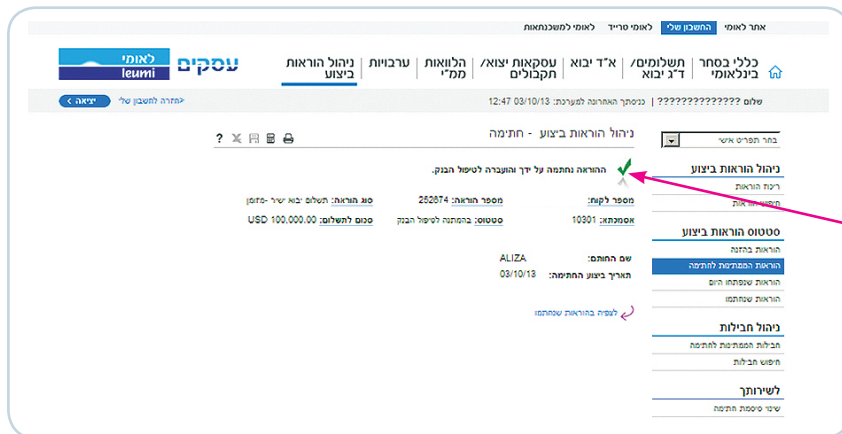 אתר לאומי החשבון שלי לאומי טרייד לאומי למשכנתאות
כללי בסחר בינלאומי | תשלומים/ ד"ג יבוא | א"ד יבוא | עסקאות יצוא/ תקבולים | הלוואות ממ"י | ערבויות | ניהול הוראות ביצוע
עסקים
לאומי
leumi
שלום ?????????????? | כניסתך האחרונה למערכת: 03/10/13 12:47
>חזרה לחשבון שלי
יציאה >
בחר תפריט אישי
ניהול הוראות ביצוע
ריכוז הוראות
חיפוש הוראות
סטטוס הוראות ביצוע
הוראות בהזנה
הוראות הממתינות לחתימה
הוראות שנפתחו היום
הוראות שנחתמו
ניהול חבילות
חבילות הממתינות לחתימה
חיפוש חבילות
לשירותך
שינוי סיסמת חתימה
ניהול הוראות ביצוע - חתימה
?
ההוראה נחתמה על ידך והועברה לטיפול הבנק.
מספר לקוח: מספר הוראה: 252674 סוג הוראה: תשלום יבוא ישיר -מזומן
אסמכתא: 10301 סטטוס: בהמתנה לטיפול הבנק סכום לתשלום: USD 100,000.00
שם החותם: ALIZA
תאריך ביצוע החתימה: 03/10/13
לצפיה בהוראות שנחתמו